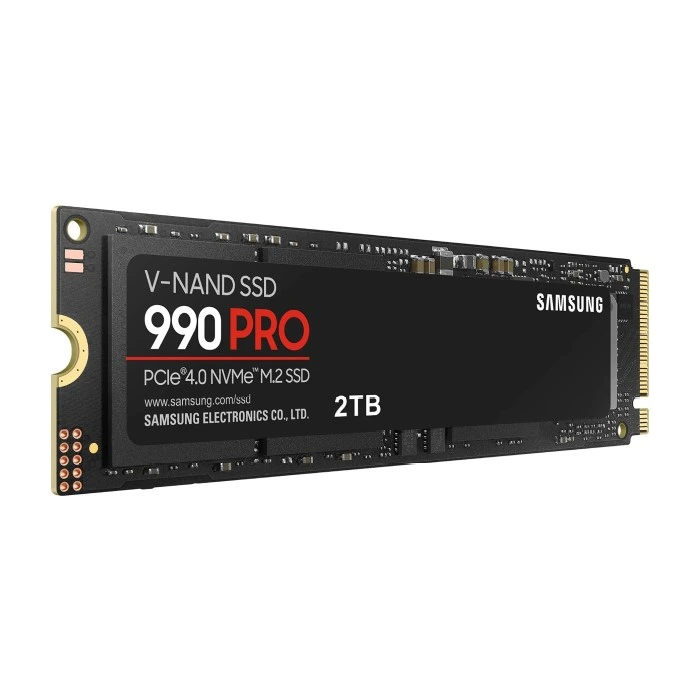 V-NAND SSD
990 PRO
PCIe®4.0 NVMe™ M.2 SSD
www.samsung.com/ssd
SAMSUNG ELECTRONICS CO., LTD.
2TB
SAMSUNG